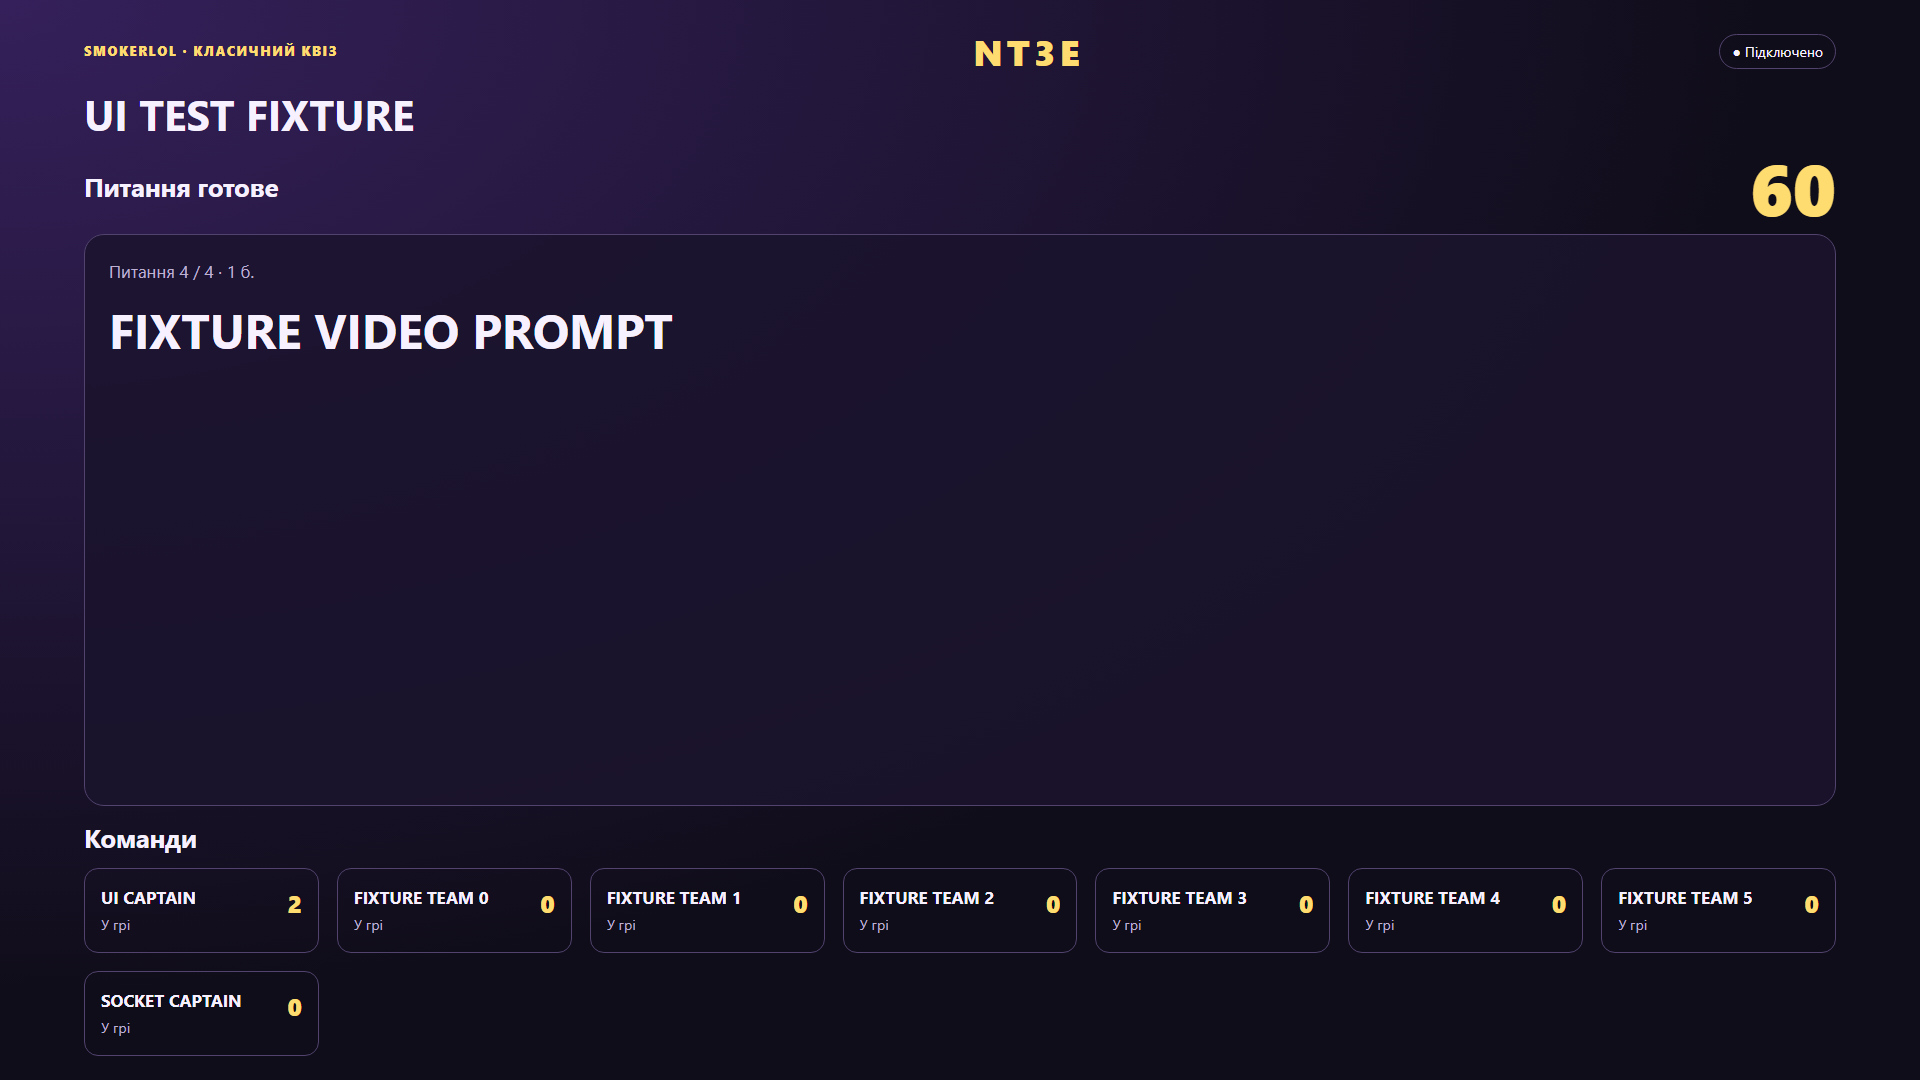 SMOKERLOL · КЛАСИЧНИЙ КВІЗ
NT3E
● Підключено
UI TEST FIXTURE
Питання готове
60
Питання 4 / 4 · 1 б.
FIXTURE VIDEO PROMPT
Команди
UI CAPTAIN
2
У грі
FIXTURE TEAM 0
0
У грі
FIXTURE TEAM 1
0
У грі
FIXTURE TEAM 2
0
У грі
FIXTURE TEAM 3
0
У грі
FIXTURE TEAM 4
0
У грі
FIXTURE TEAM 5
0
У грі
SOCKET CAPTAIN
0
У грі